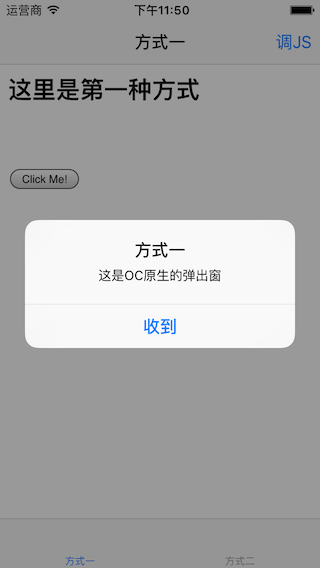 运营商 下午11:50
方式一 调JS
这里是第一种方式
Click Me!
方式一
这是OC原生的弹出窗
收到
方式一 方式二